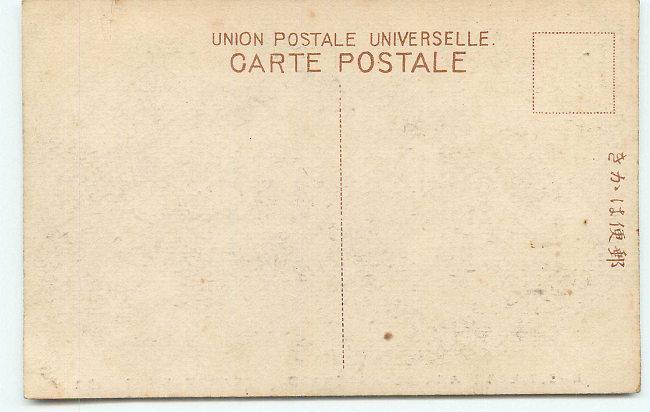 UNION POSTALE UNIVERSELLE.
CARTE POSTALE
郵便はかき